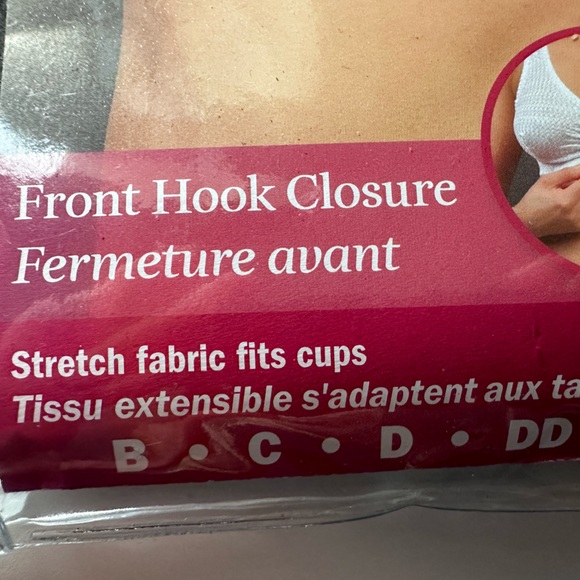 Front Hook Closure
Fermeture avant
Stretch fabric fits cups
Tissu extensible s'adaptent aux
B • C • D • DD